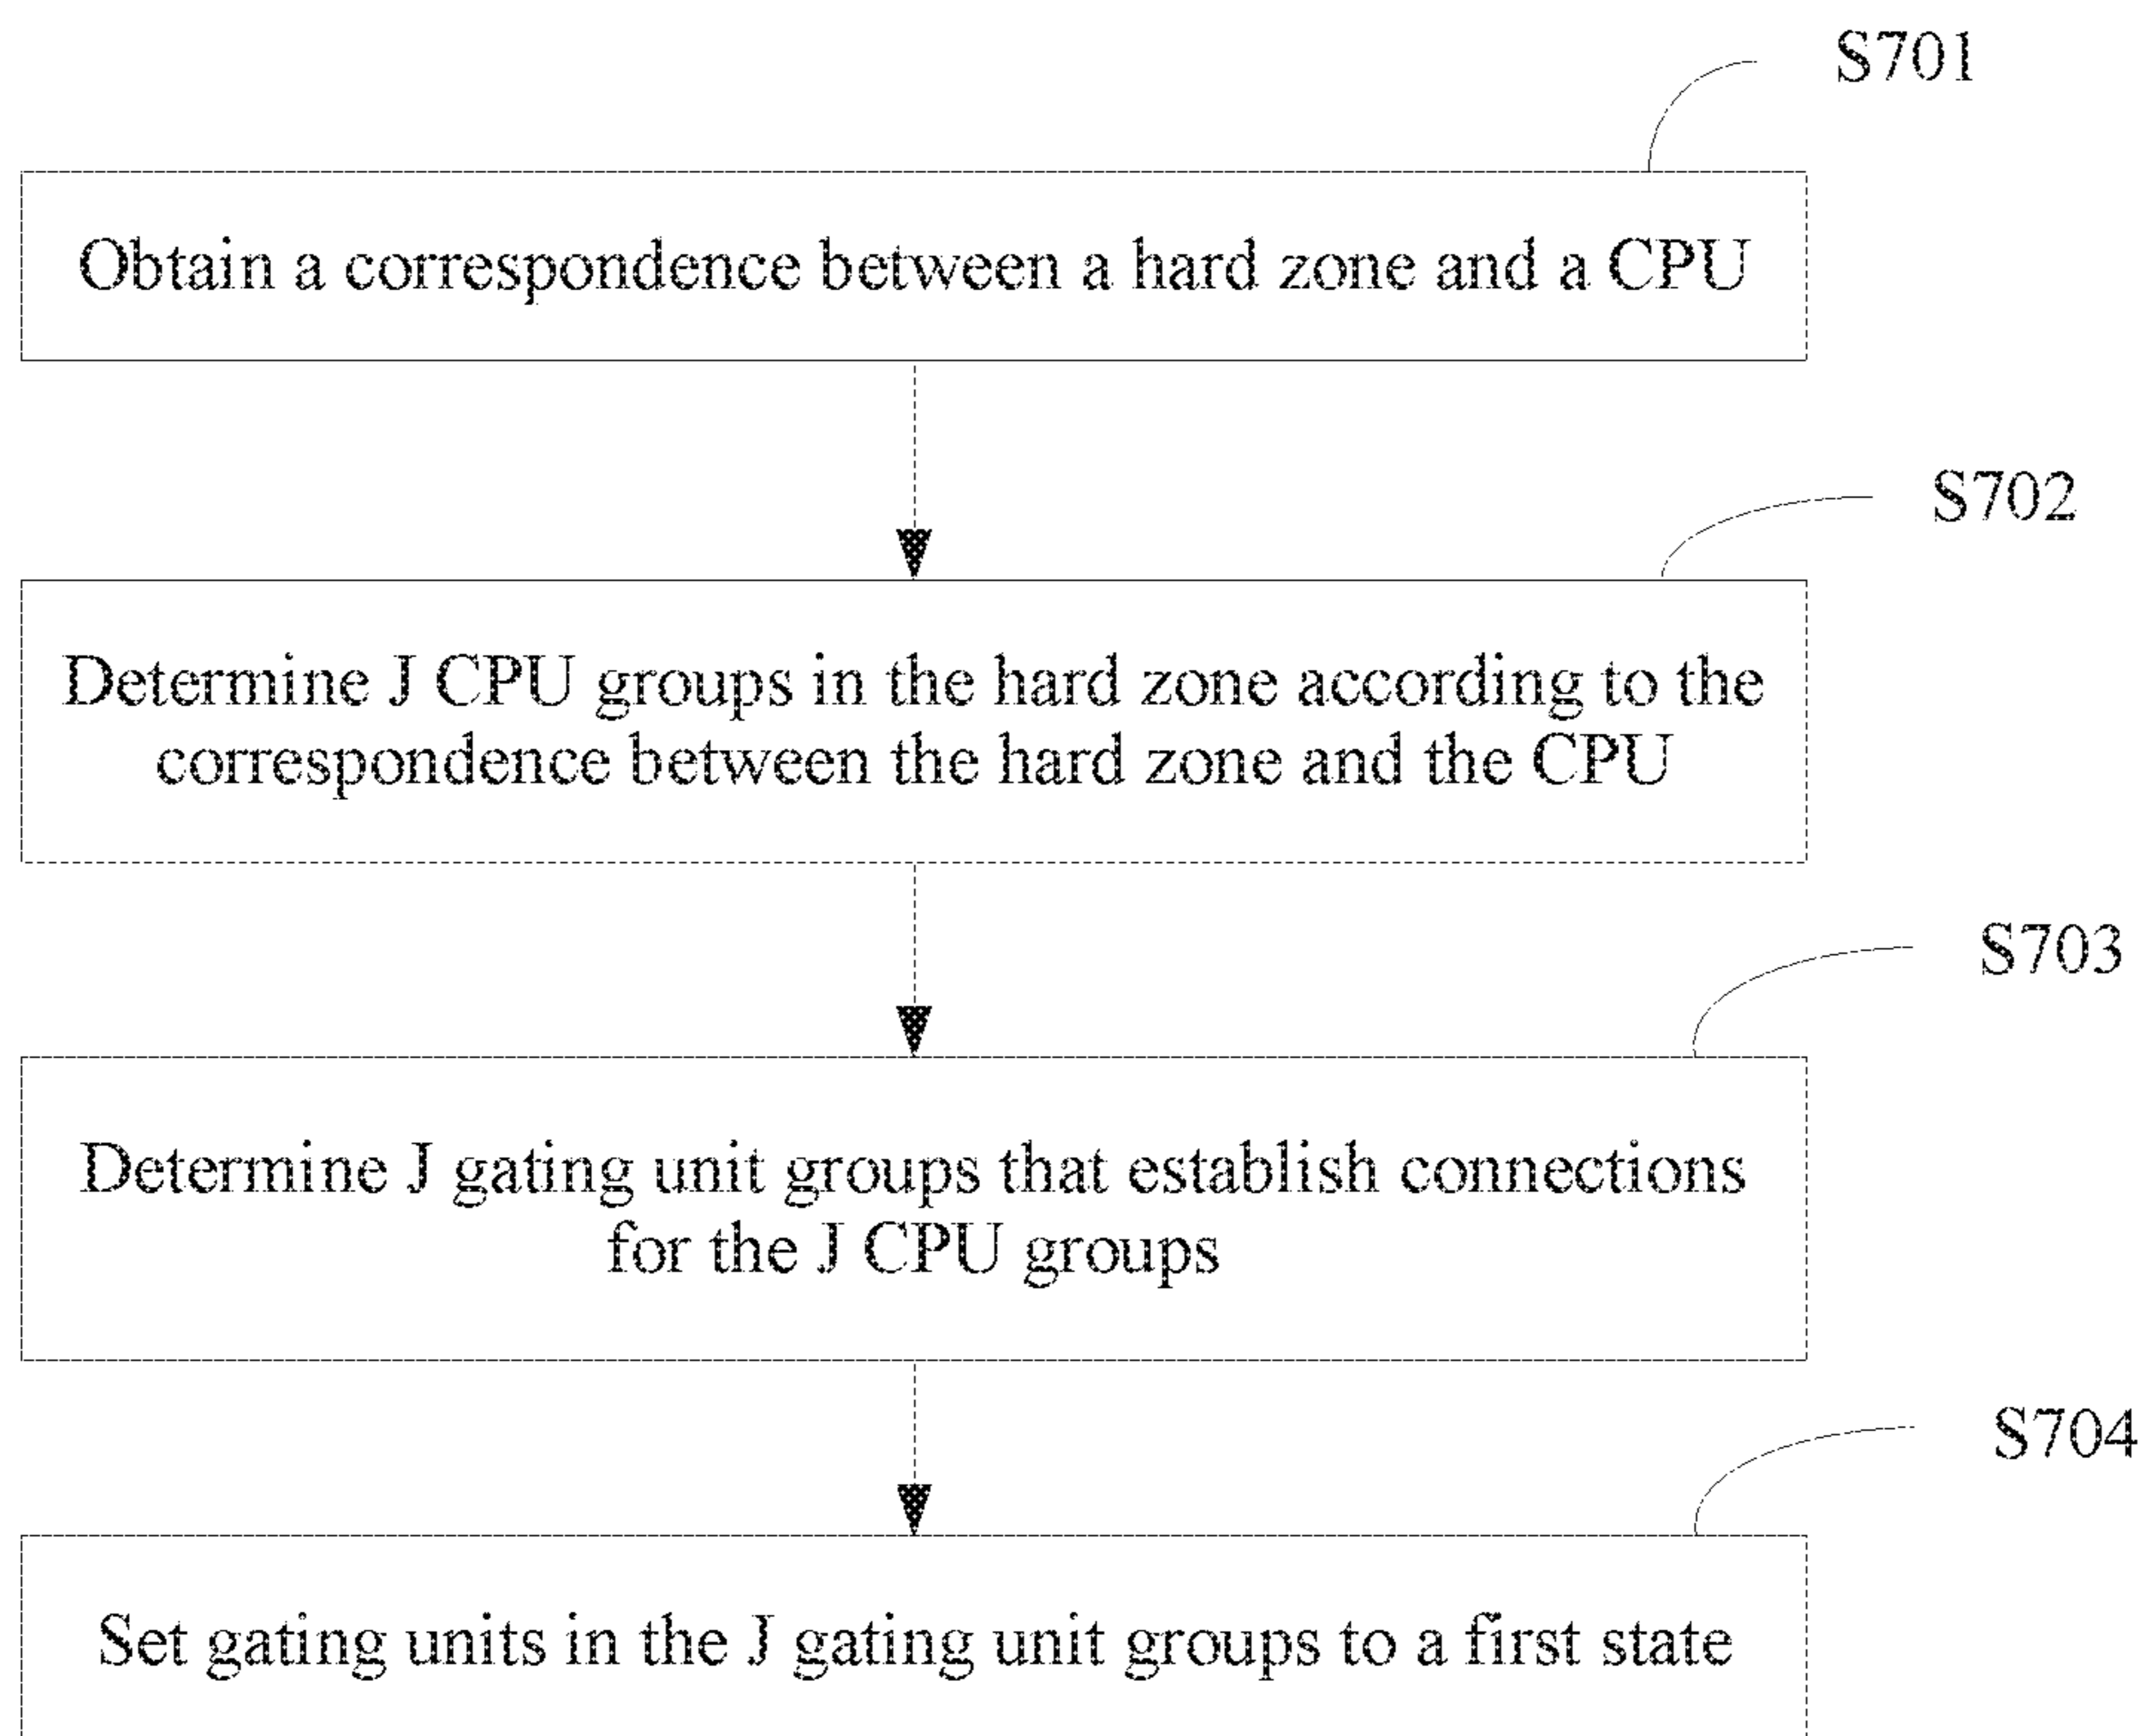 S701
Obtain a correspondence between a hard zone and a CPU
S702
Determine J CPU groups in the hard zone according to the
correspondence between the hard zone and the CPU
S703
Determine J gating unit groups that establish connections
for the J CPU groups
S704
Set gating units in the J gating unit groups to a first state